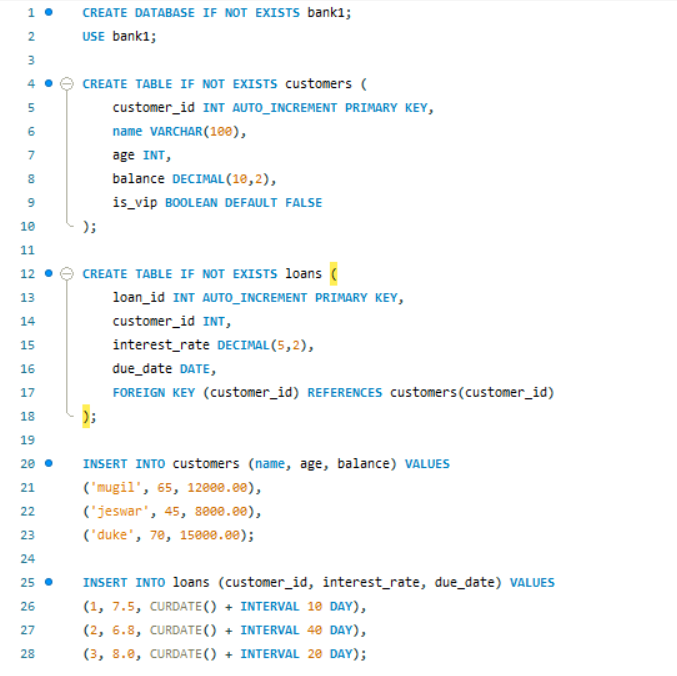 1 CREATE DATABASE IF NOT EXISTS bank1;
2 USE bank1;
3
4 CREATE TABLE IF NOT EXISTS customers (
5 customer_id INT AUTO_INCREMENT PRIMARY KEY,
6 name VARCHAR(100),
7 age INT,
8 balance DECIMAL(10,2),
9 is_vip BOOLEAN DEFAULT FALSE
10 );
11
12 CREATE TABLE IF NOT EXISTS loans (
13 loan_id INT AUTO_INCREMENT PRIMARY KEY,
14 customer_id INT,
15 interest_rate DECIMAL(5,2),
16 due_date DATE,
17 FOREIGN KEY (customer_id) REFERENCES customers(customer_id)
18 );
19
20 INSERT INTO customers (name, age, balance) VALUES
21 ('mugil', 65, 12000.00),
22 ('jeswar', 45, 8000.00),
23 ('duke', 70, 15000.00);
24
25 INSERT INTO loans (customer_id, interest_rate, due_date) VALUES
26 (1, 7.5, CURDATE() + INTERVAL 10 DAY),
27 (2, 6.8, CURDATE() + INTERVAL 40 DAY),
28 (3, 8.0, CURDATE() + INTERVAL 20 DAY);